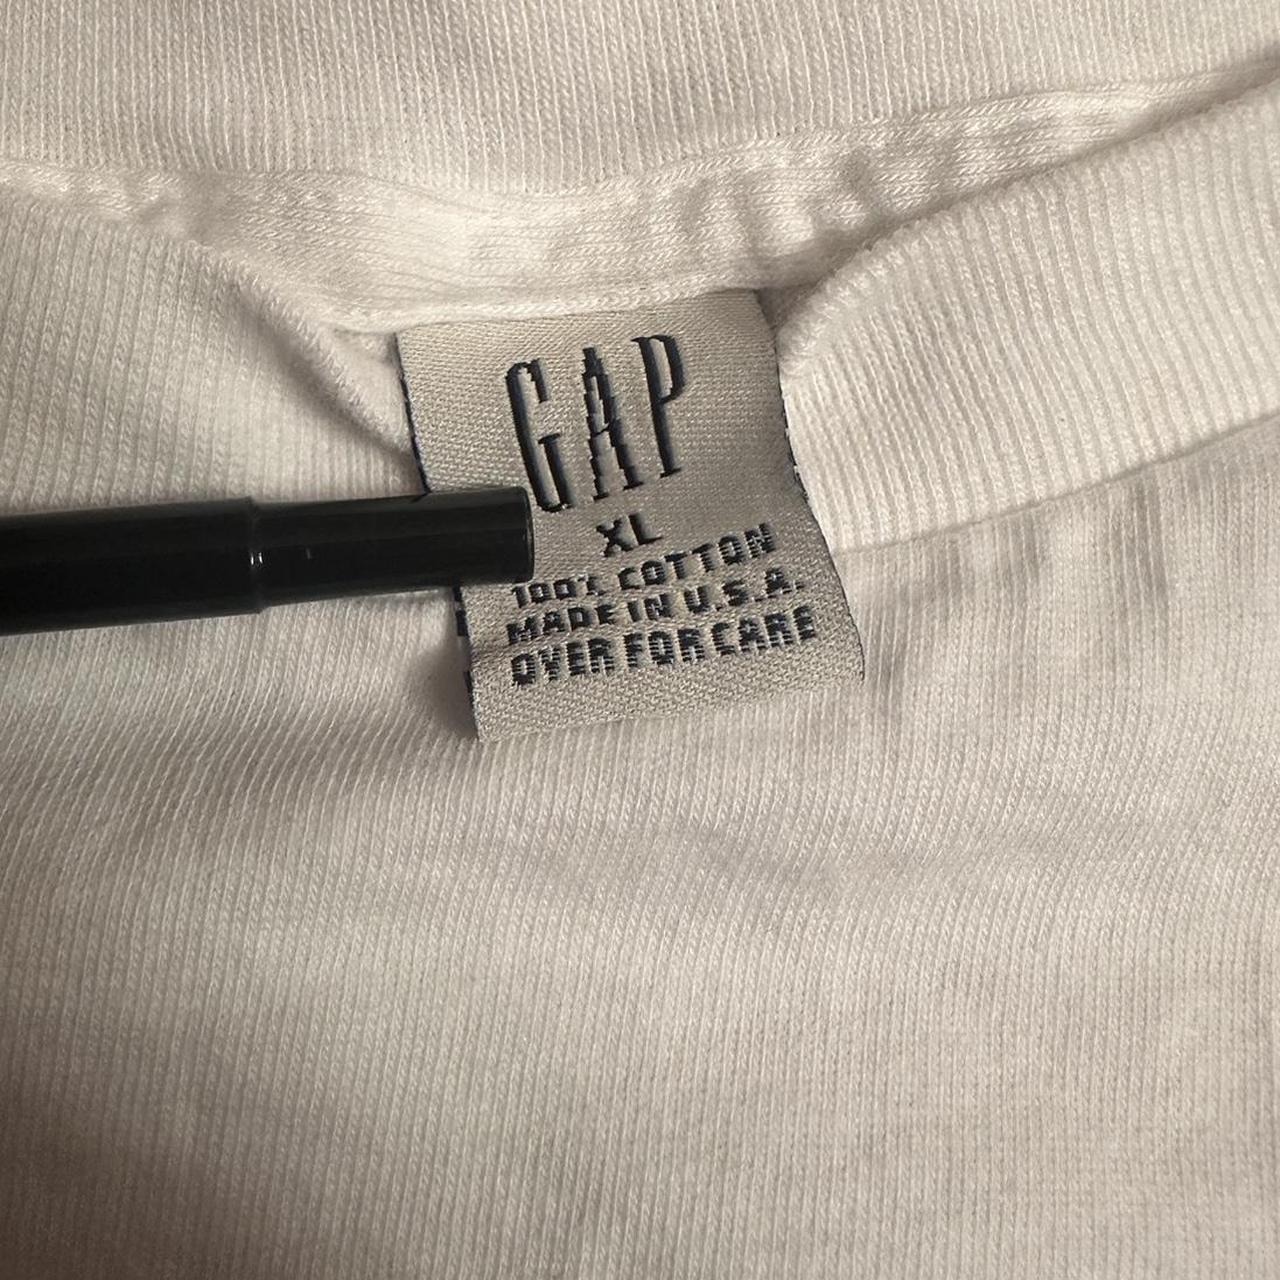 GAP
XL
100% COTTON
MADE IN U.S.A.
OVER FOR CARE